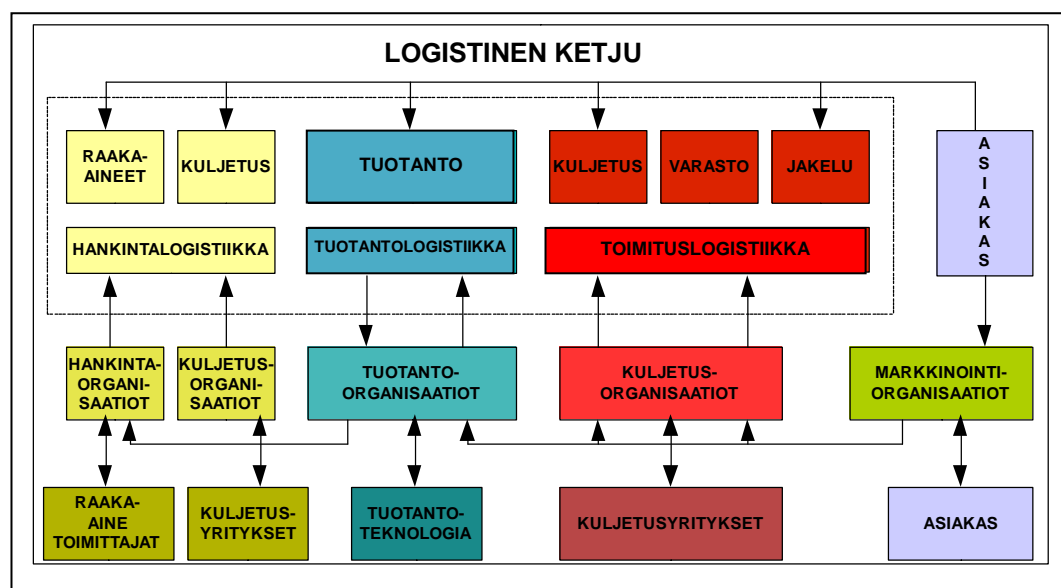 LOGISTINEN KETJU
RAAKA-
AINEET
KULJETUS
TUOTANTO
KULJETUS
VARASTO
JAKELU
A
S
I
A
K
A
S
HANKINTALOGISTIIKKA
TUOTANTOLOGISTIIKKA
TOIMITUSLOGISTIIKKA
HANKINTA-
ORGANI-
SAATIOT
KULJETUS-
ORGANI-
SAATIOT
TUOTANTO-
ORGANISAATIOT
KULJETUS-
ORGANISAATIOT
MARKKINOINTI-
ORGANISAATIOT
RAAKA-
AINE
TOIMITTAJAT
KULJETUS-
YRITYKSET
TUOTANTO-
TEKNOLOGIA
KULJETUSYRITYKSET
ASIAKAS